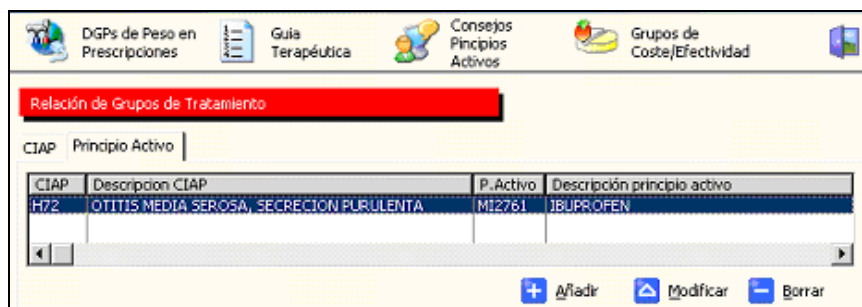 DGPs de Peso en
Prescripciones
Guia
Terapéutica
Consejos
Pincipios
Activos
Grupos de
Coste/Efectividad
Relación de Grupos de Tratamiento
CIAP Principio Activo
CIAP Descripcion CIAP P.Activo Descripción principio activo
H72 OTITIS MEDIA SEROSA, SECRECION PURULENTA MI2761 IBUPROFEN
Añadir Modificar Borrar